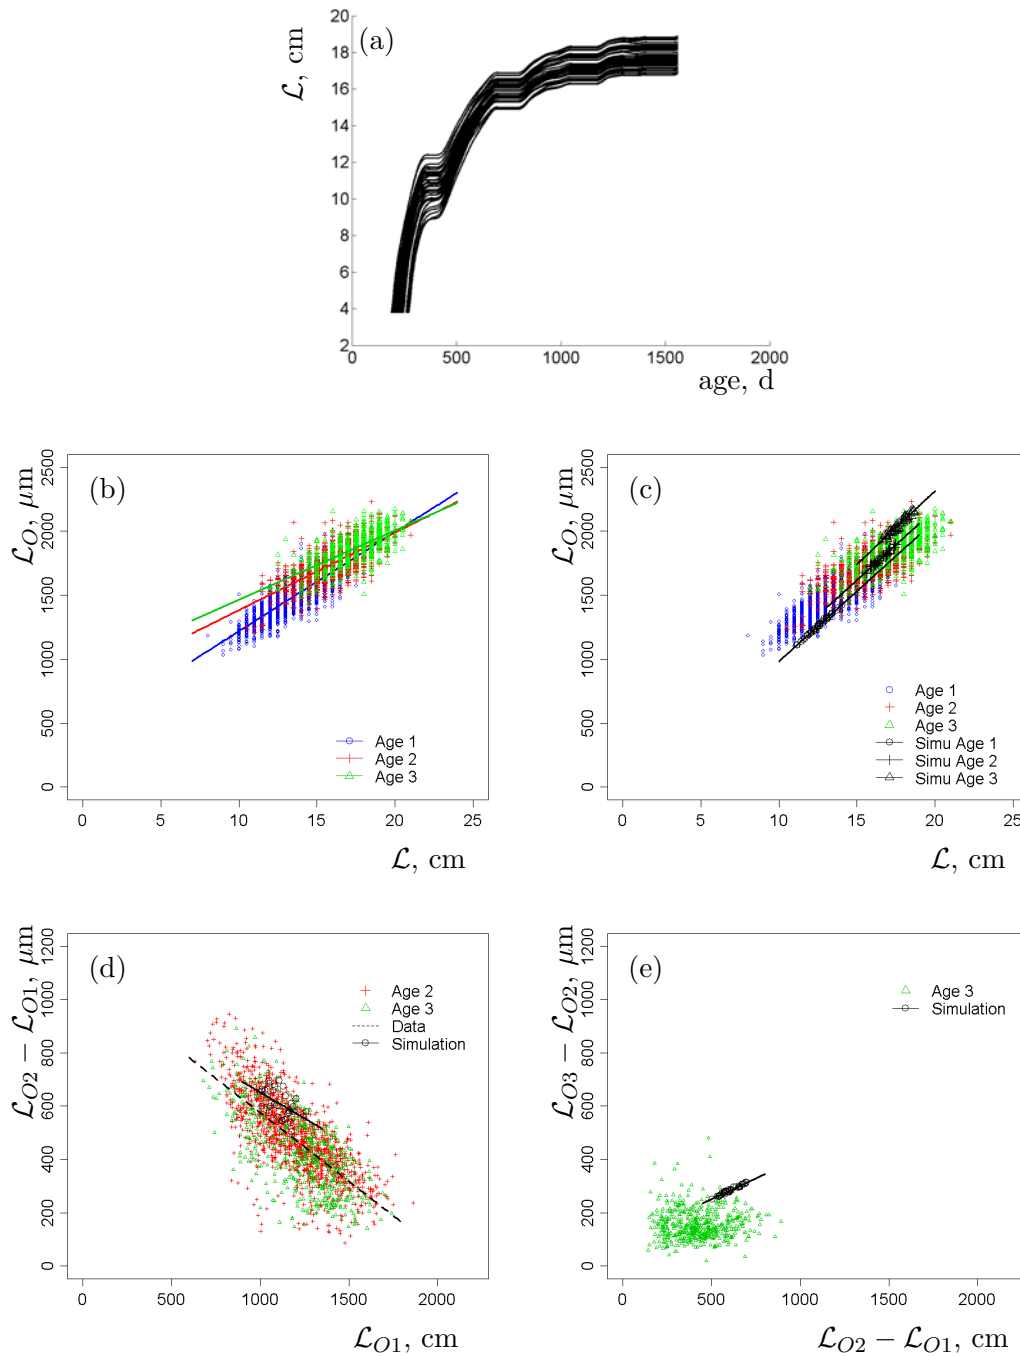 (a)
ℒ, cm
20
18
16
14
12
10
8
6
4
2
0 500 1000 1500 2000
age, d
(b)
ℒ_O, μm
2500
2000
1500
1000
500
0
Age 1
Age 2
Age 3
0 5 10 15 20 25
ℒ, cm
(c)
ℒ_O, μm
2500
2000
1500
1000
500
0
Age 1
Age 2
Age 3
Simu Age 1
Simu Age 2
Simu Age 3
0 5 10 15 20 25
ℒ, cm
(d)
ℒ_O2 − ℒ_O1, μm
1200
1000
800
600
400
200
0
Age 2
Age 3
Data
Simulation
0 500 1000 1500 2000
ℒ_O1, cm
(e)
ℒ_O3 − ℒ_O2, μm
1200
1000
800
600
400
200
0
Age 3
Simulation
0 500 1000 1500 2000
ℒ_O2 − ℒ_O1, cm